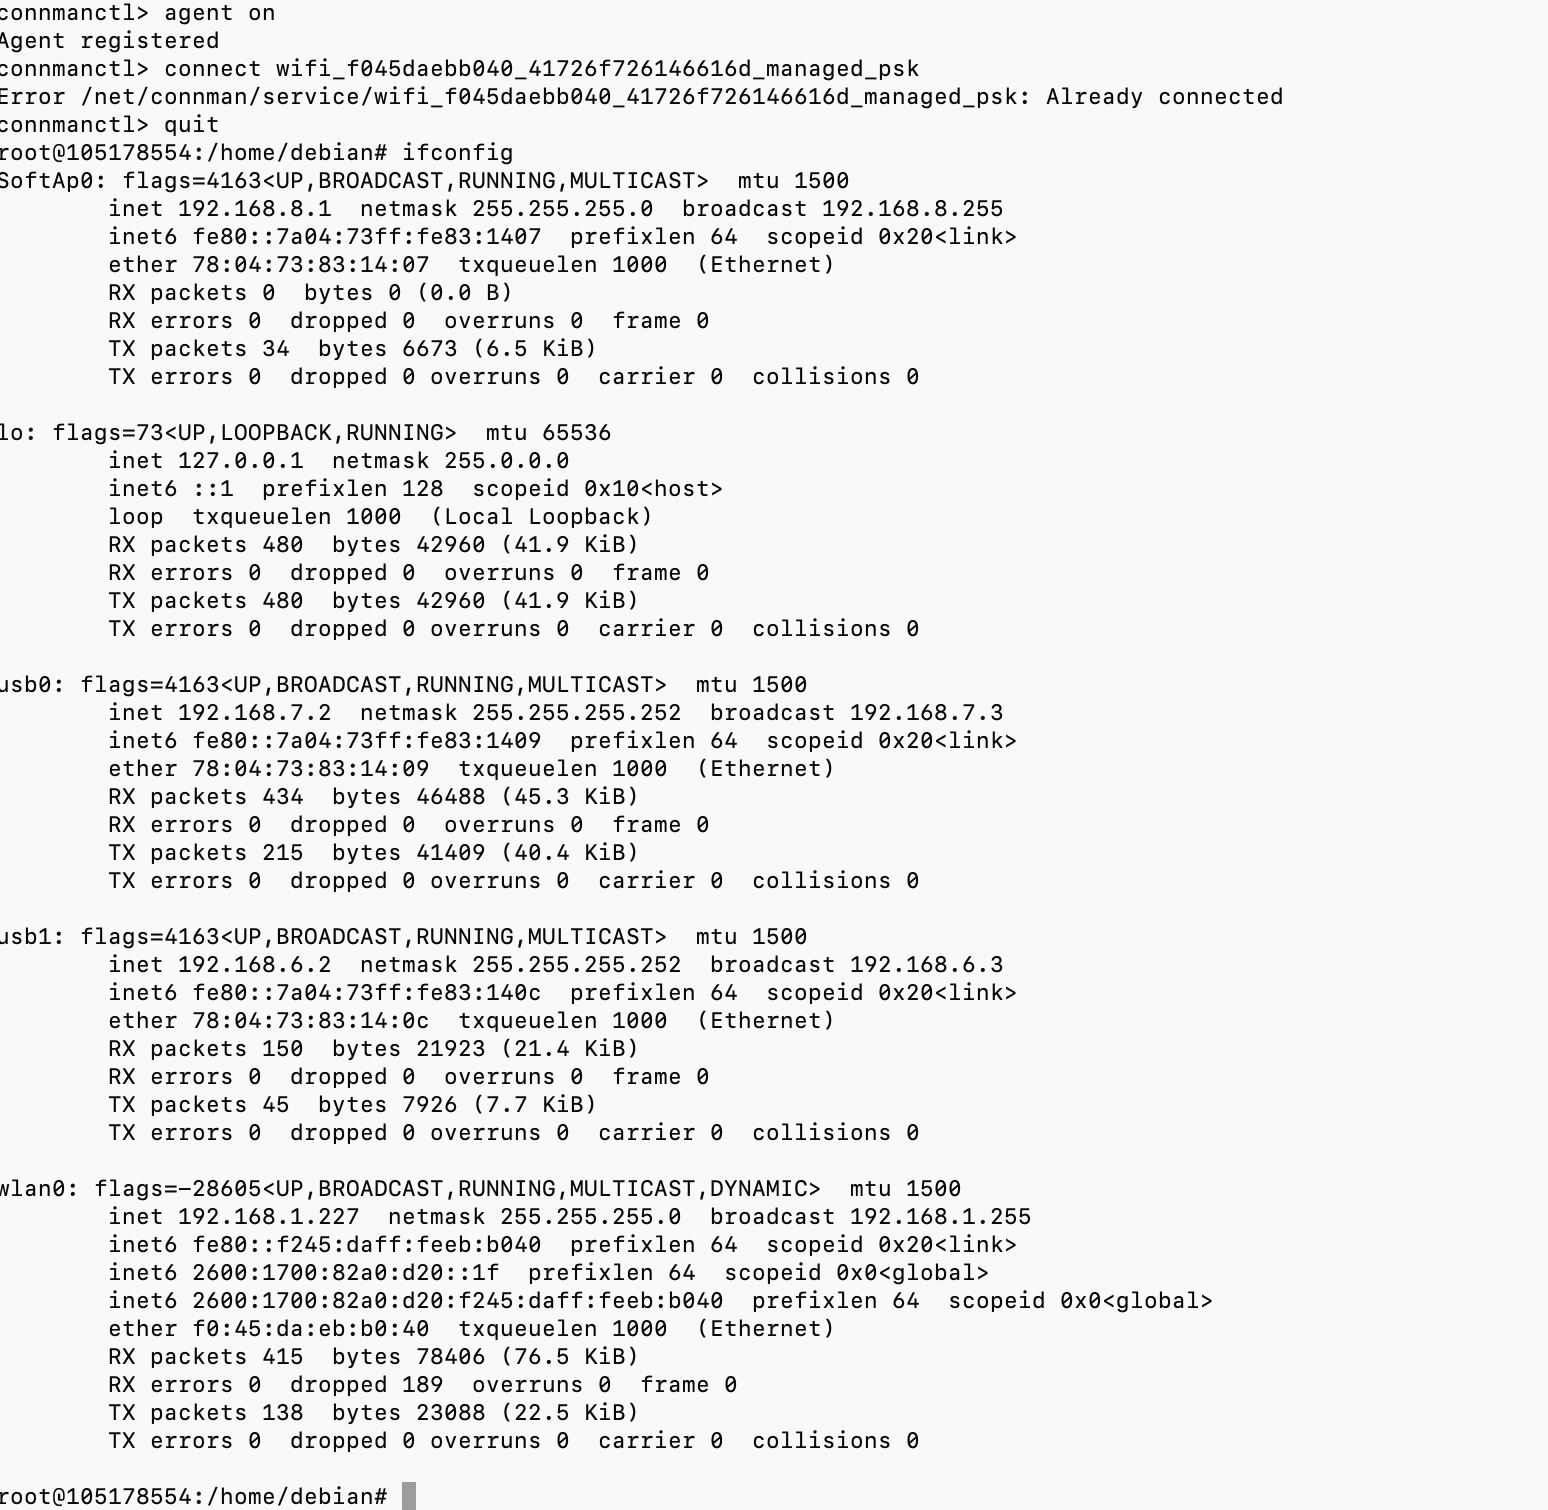 connmanctl> agent on
Agent registered
connmanctl> connect wifi_f045daebb040_41726f726146616d_managed_psk
Error /net/connman/service/wifi_f045daebb040_41726f726146616d_managed_psk: Already connected
connmanctl> quit
root@105178554:/home/debian# ifconfig
SoftAp0: flags=4163<UP,BROADCAST,RUNNING,MULTICAST>  mtu 1500
        inet 192.168.8.1  netmask 255.255.255.0  broadcast 192.168.8.255
        inet6 fe80::7a04:73ff:fe83:1407  prefixlen 64  scopeid 0x20<link>
        ether 78:04:73:83:14:07  txqueuelen 1000  (Ethernet)
        RX packets 0  bytes 0 (0.0 B)
        RX errors 0  dropped 0  overruns 0  frame 0
        TX packets 34  bytes 6673 (6.5 KiB)
        TX errors 0  dropped 0 overruns 0  carrier 0  collisions 0

lo: flags=73<UP,LOOPBACK,RUNNING>  mtu 65536
        inet 127.0.0.1  netmask 255.0.0.0
        inet6 ::1  prefixlen 128  scopeid 0x10<host>
        loop  txqueuelen 1000  (Local Loopback)
        RX packets 480  bytes 42960 (41.9 KiB)
        RX errors 0  dropped 0  overruns 0  frame 0
        TX packets 480  bytes 42960 (41.9 KiB)
        TX errors 0  dropped 0 overruns 0  carrier 0  collisions 0

usb0: flags=4163<UP,BROADCAST,RUNNING,MULTICAST>  mtu 1500
        inet 192.168.7.2  netmask 255.255.255.252  broadcast 192.168.7.3
        inet6 fe80::7a04:73ff:fe83:1409  prefixlen 64  scopeid 0x20<link>
        ether 78:04:73:83:14:09  txqueuelen 1000  (Ethernet)
        RX packets 434  bytes 46488 (45.3 KiB)
        RX errors 0  dropped 0  overruns 0  frame 0
        TX packets 215  bytes 41409 (40.4 KiB)
        TX errors 0  dropped 0 overruns 0  carrier 0  collisions 0

usb1: flags=4163<UP,BROADCAST,RUNNING,MULTICAST>  mtu 1500
        inet 192.168.6.2  netmask 255.255.255.252  broadcast 192.168.6.3
        inet6 fe80::7a04:73ff:fe83:140c  prefixlen 64  scopeid 0x20<link>
        ether 78:04:73:83:14:0c  txqueuelen 1000  (Ethernet)
        RX packets 150  bytes 21923 (21.4 KiB)
        RX errors 0  dropped 0  overruns 0  frame 0
        TX packets 45  bytes 7926 (7.7 KiB)
        TX errors 0  dropped 0 overruns 0  carrier 0  collisions 0

wlan0: flags=-28605<UP,BROADCAST,RUNNING,MULTICAST,DYNAMIC>  mtu 1500
        inet 192.168.1.227  netmask 255.255.255.0  broadcast 192.168.1.255
        inet6 fe80::f245:daff:feeb:b040  prefixlen 64  scopeid 0x20<link>
        inet6 2600:1700:82a0:d20::1f  prefixlen 64  scopeid 0x0<global>
        inet6 2600:1700:82a0:d20:f245:daff:feeb:b040  prefixlen 64  scopeid 0x0<global>
        ether f0:45:da:eb:b0:40  txqueuelen 1000  (Ethernet)
        RX packets 415  bytes 78406 (76.5 KiB)
        RX errors 0  dropped 189  overruns 0  frame 0
        TX packets 138  bytes 23088 (22.5 KiB)
        TX errors 0  dropped 0 overruns 0  carrier 0  collisions 0

root@105178554:/home/debian#